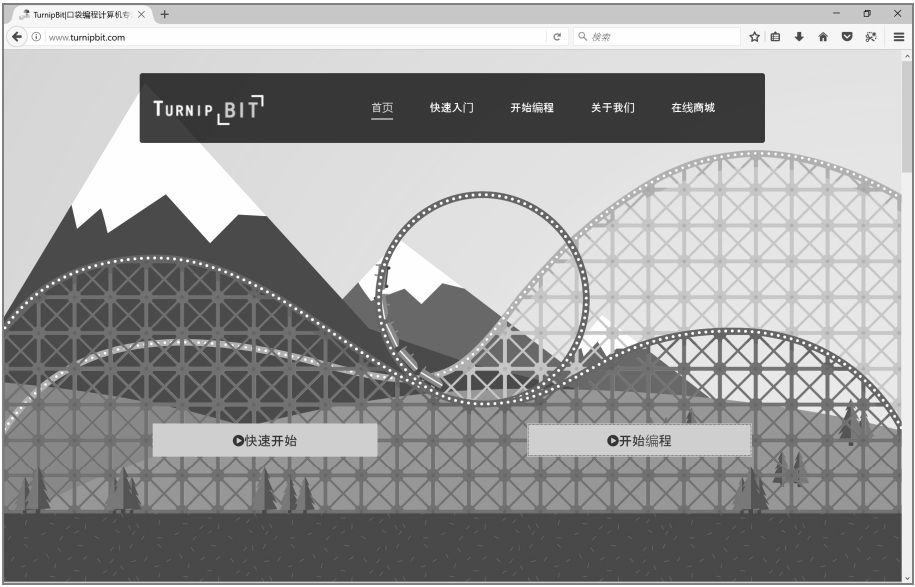 TurnipBit|口袋编程计算机专
www.turnipbit.com
搜索
TURNIP BIT
首页 快速入门 开始编程 关于我们 在线商城
快速开始 开始编程